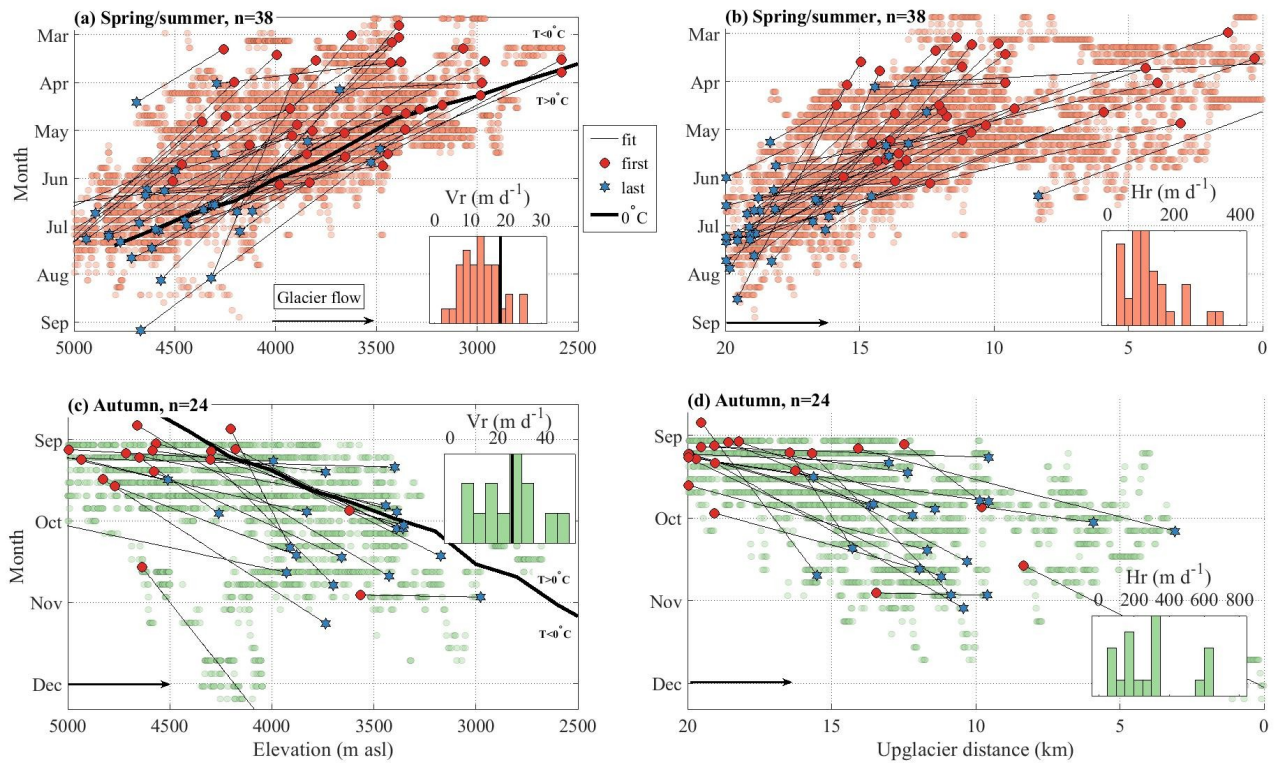 (a) Spring/summer, n=38
T<0°C
Mar
Apr
T>0°C
May
Jun
Jul
Aug
Sep
Month
Vr (m d-1)
0 10 20 30
Glacier flow
5000 4500 4000 3500 3000 2500
fit
first
last
0°C
(b) Spring/summer, n=38
Mar
Apr
May
Jun
Jul
Aug
Sep
Hr (m d-1)
0 200 400
20 15 10 5 0
(c) Autumn, n=24
Vr (m d-1)
0 20 40
Sep
Oct
Nov
Dec
Month
T>0°C
T<0°C
5000 4500 4000 3500 3000 2500
Elevation (m asl)
(d) Autumn, n=24
Sep
Oct
Nov
Dec
Hr (m d-1)
0 200 400 600 800
20 15 10 5 0
Upglacier distance (km)